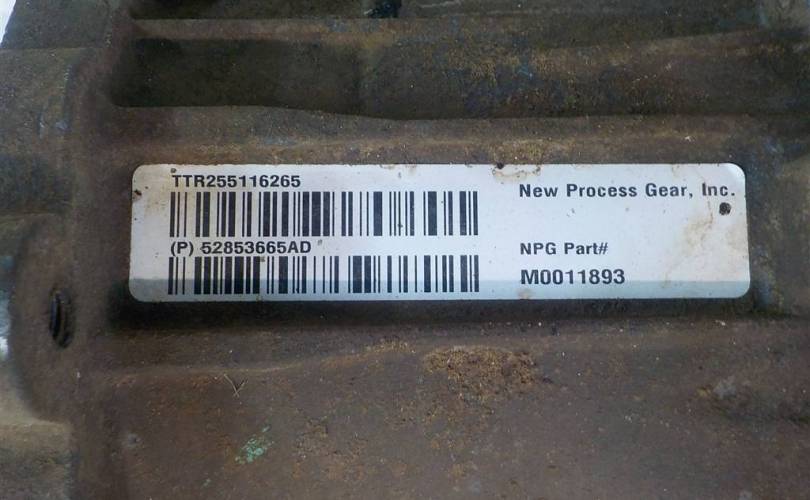 TTR255116265
(P) 52853665AD
New Process Gear, Inc.
NPG Part#
M0011893